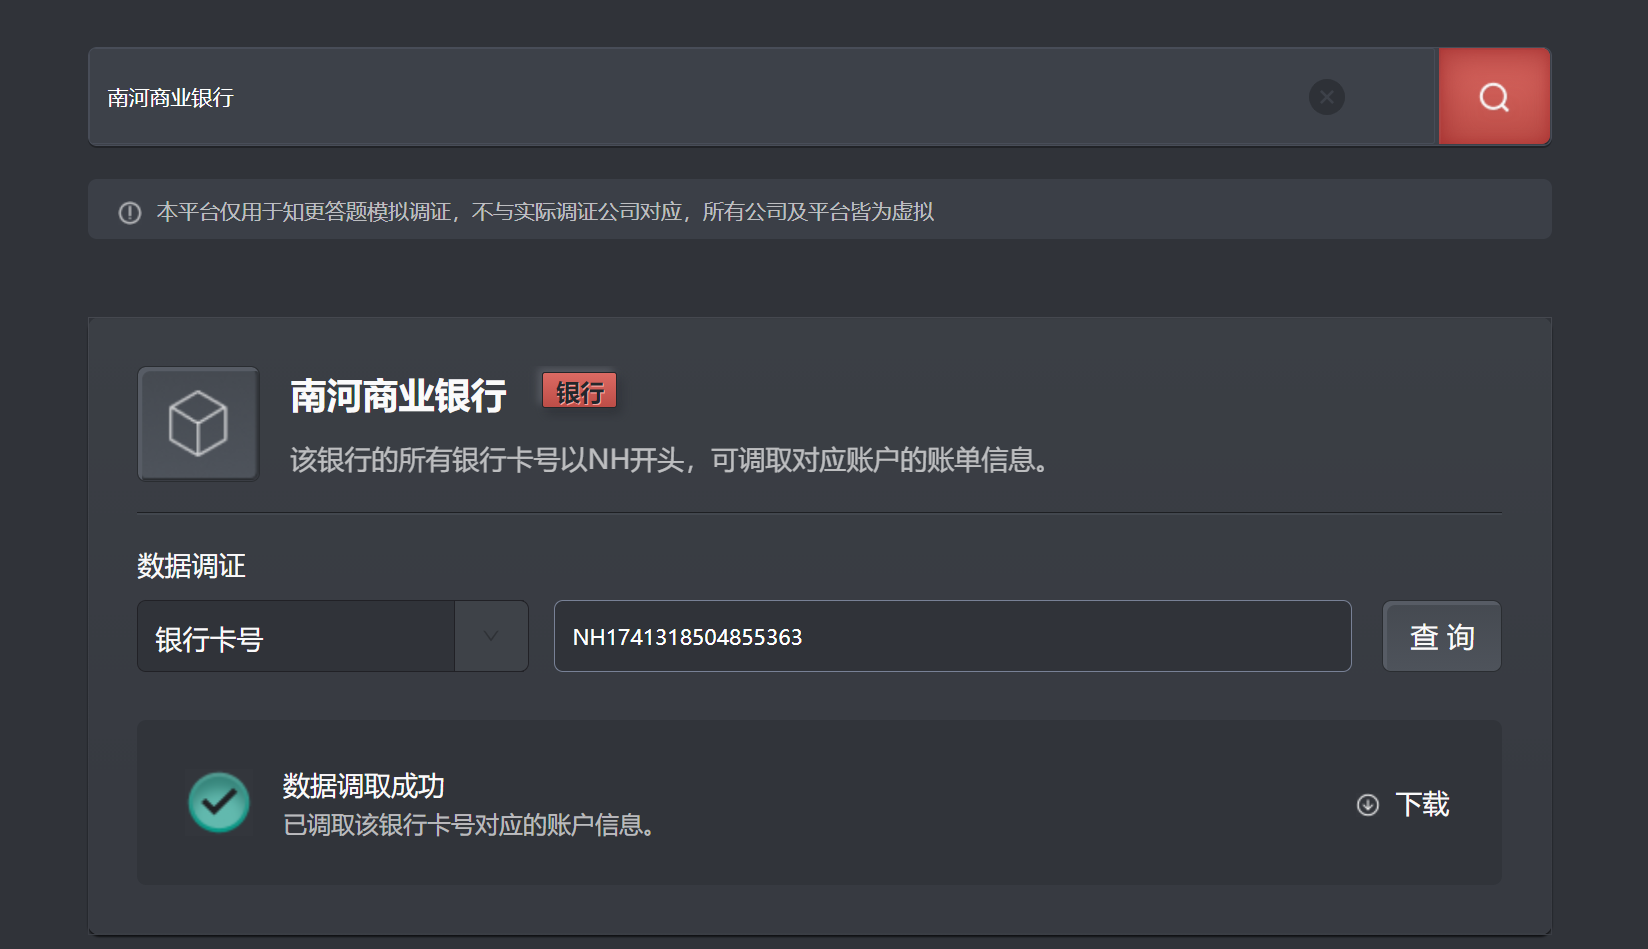 南河商业银行
本平台仅用于知更答题模拟调证，不与实际调证公司对应，所有公司及平台皆为虚拟
南河商业银行 银行
该银行的所有银行卡号以NH开头，可调取对应账户的账单信息。
数据调证
银行卡号 NH1741318504855363 查 询
数据调取成功
已调取该银行卡号对应的账户信息。
下载